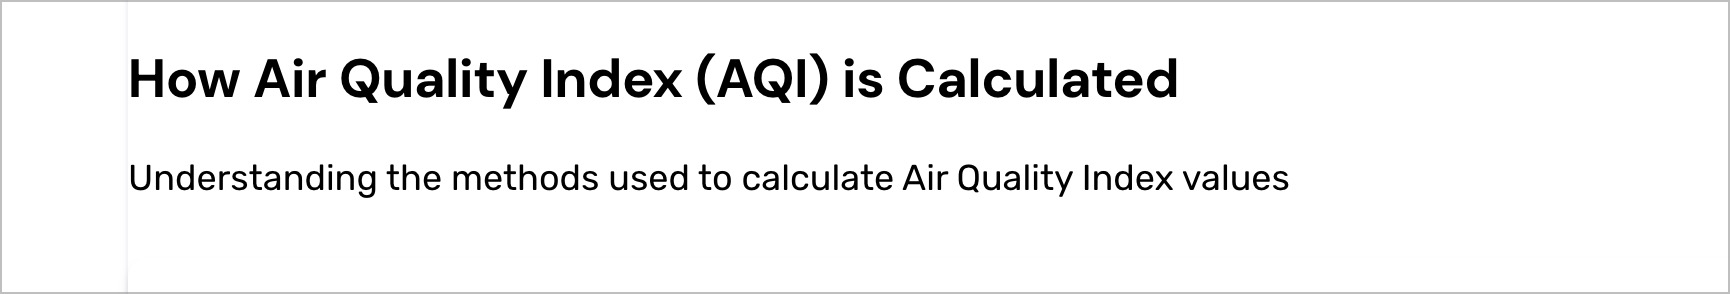 How Air Quality Index (AQI) is Calculated
Understanding the methods used to calculate Air Quality Index values